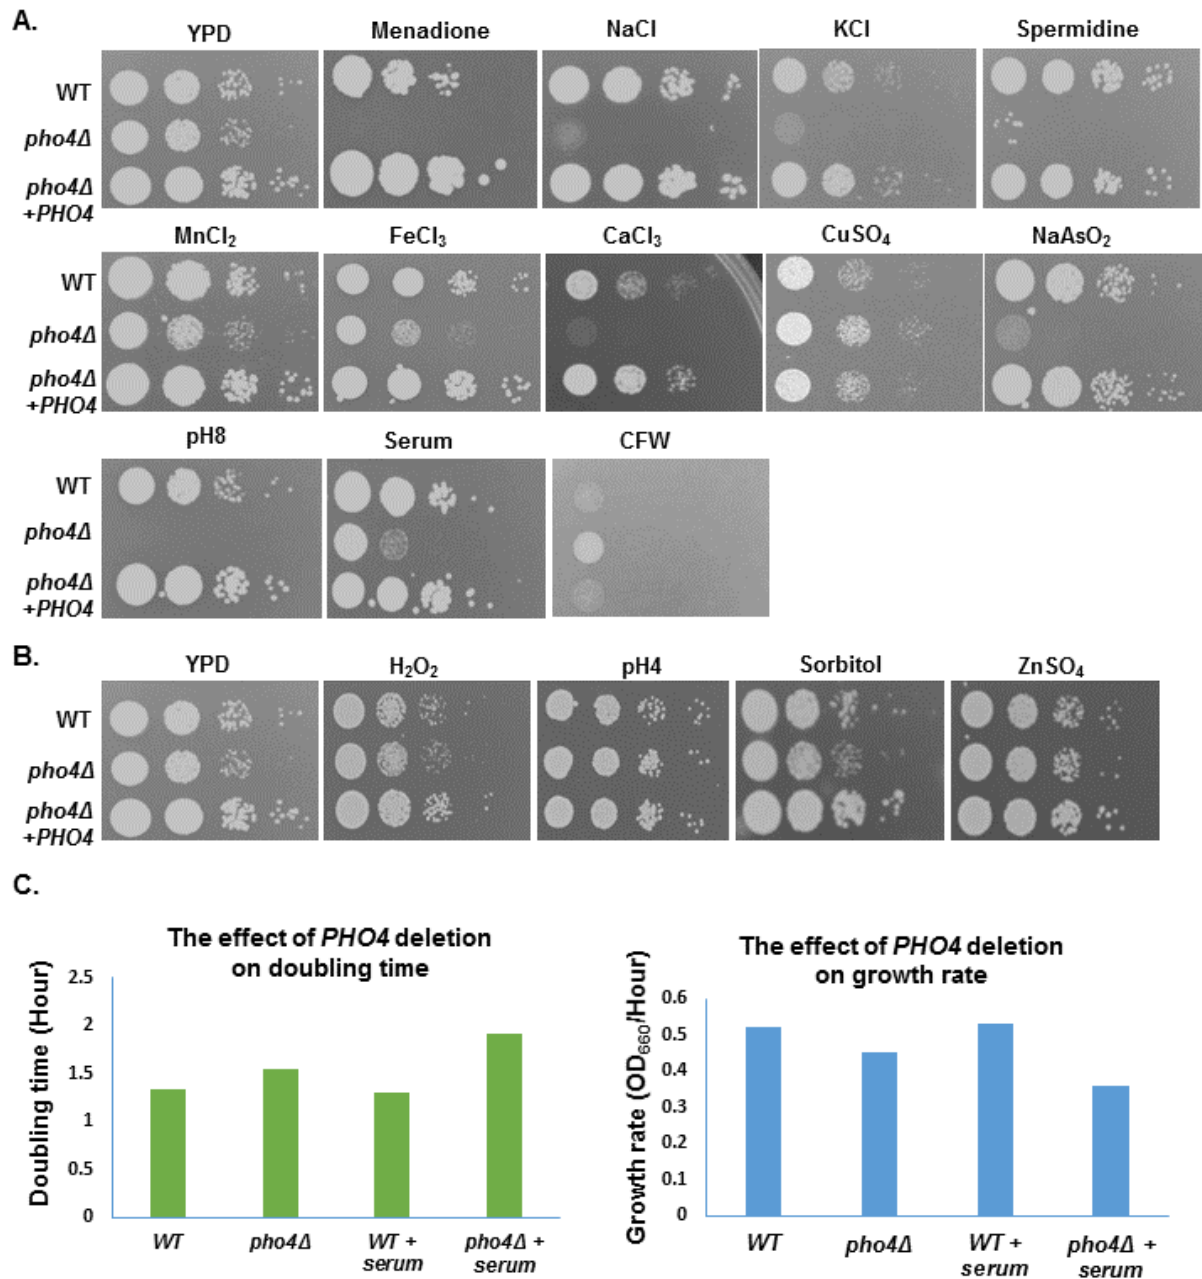 A.
YPD Menadione NaCl KCl Spermidine
WT
pho4Δ
pho4Δ
+PHO4
MnCl₂ FeCl₃ CaCl₃ CuSO₄ NaAsO₂
WT
pho4Δ
pho4Δ
+PHO4
pH8 Serum CFW
WT
pho4Δ
pho4Δ
+PHO4
B.
YPD H₂O₂ pH4 Sorbitol ZnSO₄
WT
pho4Δ
pho4Δ
+PHO4
C.
The effect of PHO4 deletion
on doubling time
Doubling time (Hour)
2.5
2
1.5
1
0.5
0
WT pho4Δ WT + serum pho4Δ + serum
The effect of PHO4 deletion
on growth rate
Growth rate (OD₆₆₀/Hour)
0.6
0.5
0.4
0.3
0.2
0.1
0
WT pho4Δ WT + serum pho4Δ + serum